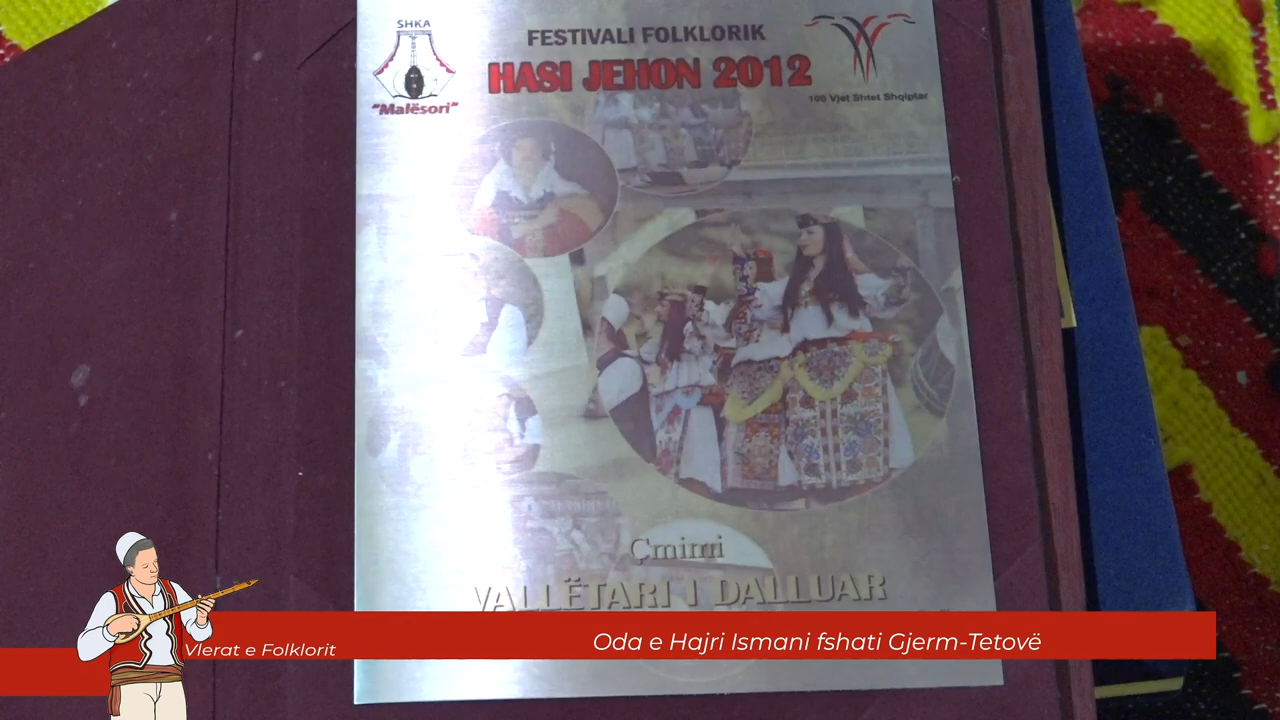 SHKA
"Malësori"
FESTIVALI FOLKLORIK
HASI JEHON 2012
100 Vjet Shtet Shqiptar
Çmimi
VALLËTARI I DALLUAR
Vlerat e Folklorit
Oda e Hajri Ismani fshati Gjerm-Tetovë